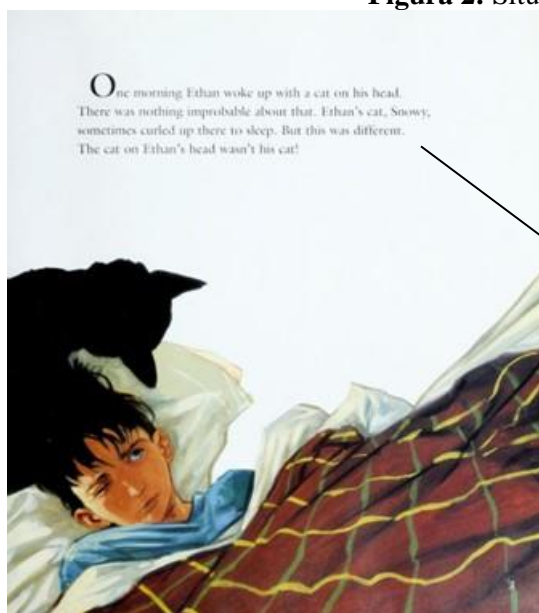 Figura 2. Situ
One morning Ethan woke up with a cat on his head.
There was nothing improbable about that. Ethan's cat, Snowy,
sometimes curled up there to sleep. But this was different.
The cat on Ethan's head wasn't his cat!